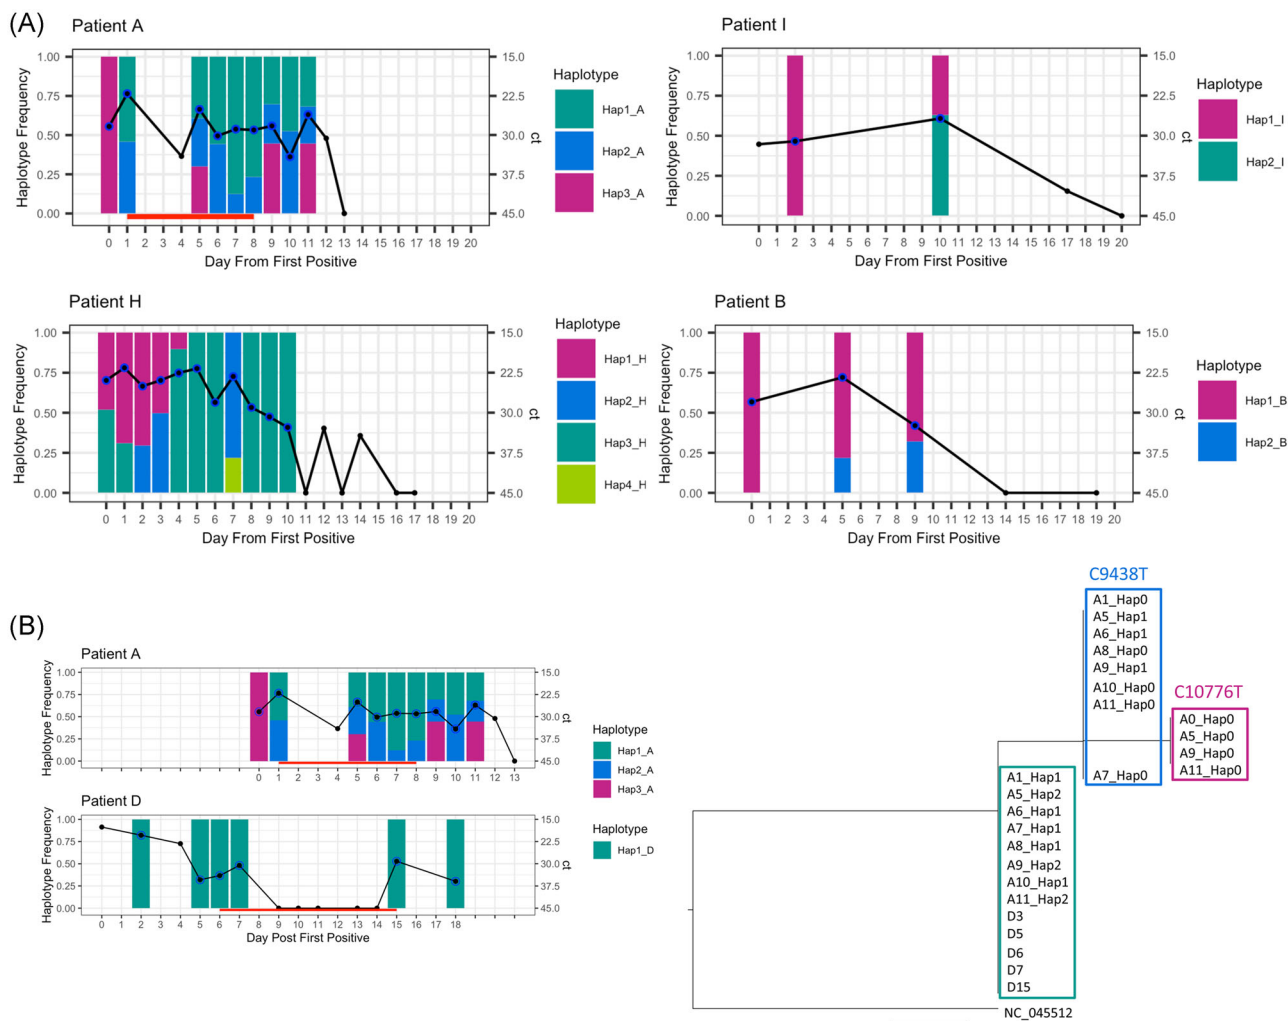 (A)
Patient A
Haplotype Frequency
1.00
0.75
0.50
0.25
0.00
15.0
22.5
30.0
37.5
45.0
ct
0 1 2 3 4 5 6 7 8 9 10 11 12 13 14 15 16 17 18 19 20
Day From First Positive
Haplotype
Hap1_A
Hap2_A
Hap3_A
Patient I
Haplotype Frequency
1.00
0.75
0.50
0.25
0.00
15.0
22.5
30.0
37.5
45.0
ct
0 1 2 3 4 5 6 7 8 9 10 11 12 13 14 15 16 17 18 19 20
Day From First Positive
Haplotype
Hap1_I
Hap2_I
Patient H
Haplotype Frequency
1.00
0.75
0.50
0.25
0.00
15.0
22.5
30.0
37.5
45.0
ct
0 1 2 3 4 5 6 7 8 9 10 11 12 13 14 15 16 17 18 19 20
Day From First Positive
Haplotype
Hap1_H
Hap2_H
Hap3_H
Hap4_H
Patient B
Haplotype Frequency
1.00
0.75
0.50
0.25
0.00
15.0
22.5
30.0
37.5
45.0
ct
0 1 2 3 4 5 6 7 8 9 10 11 12 13 14 15 16 17 18 19 20
Day From First Positive
Haplotype
Hap1_B
Hap2_B
(B)
Patient A
Haplotype Frequency
1.00
0.75
0.50
0.25
0.00
15.0
22.5
30.0
37.5
45.0
ct
0 1 2 3 4 5 6 7 8 9 10 11 12 13
Haplotype
Hap1_A
Hap2_A
Hap3_A
Patient D
Haplotype Frequency
1.00
0.75
0.50
0.25
0.00
15.0
22.5
30.0
37.5
45.0
ct
0 1 2 3 4 5 6 7 8 9 10 11 12 13 14 15 16 17 18
Day Post First Positive
Haplotype
Hap1_D
C9438T
A1_Hap0
A5_Hap1
A6_Hap1
A8_Hap0
A9_Hap1
A10_Hap0
A11_Hap0
A7_Hap0
C10776T
A0_Hap0
A5_Hap0
A9_Hap0
A11_Hap0
A1_Hap1
A5_Hap2
A6_Hap1
A7_Hap1
A8_Hap1
A9_Hap2
A10_Hap1
A11_Hap2
D3
D5
D6
D7
D15
NC_045512